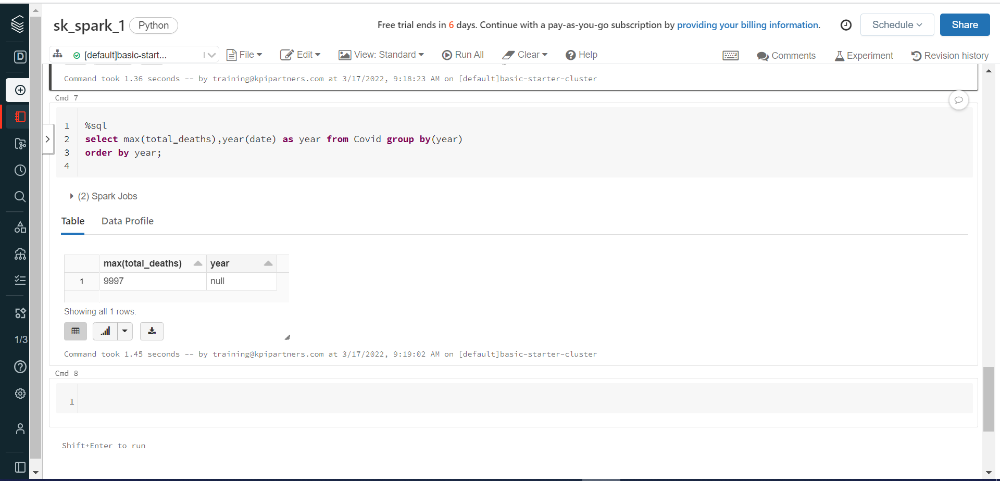 sk_spark_1 Python
Free trial ends in 6 days. Continue with a pay-as-you-go subscription by providing your billing information.
Schedule
Share
[default]basic-start...
File
Edit
View: Standard
Run All
Clear
Help
Comments
Experiment
Revision history
Command took 1.36 seconds -- by training@kpipartners.com at 3/17/2022, 9:18:23 AM on [default]basic-starter-cluster
Cmd 7
1 %sql
2 select max(total_deaths),year(date) as year from Covid group by(year)
3 order by year;
4
(2) Spark Jobs
Table Data Profile
max(total_deaths) year
1 9997 null
Showing all 1 rows.
Command took 1.45 seconds -- by training@kpipartners.com at 3/17/2022, 9:19:02 AM on [default]basic-starter-cluster
Cmd 8
1
Shift+Enter to run
D
1/3